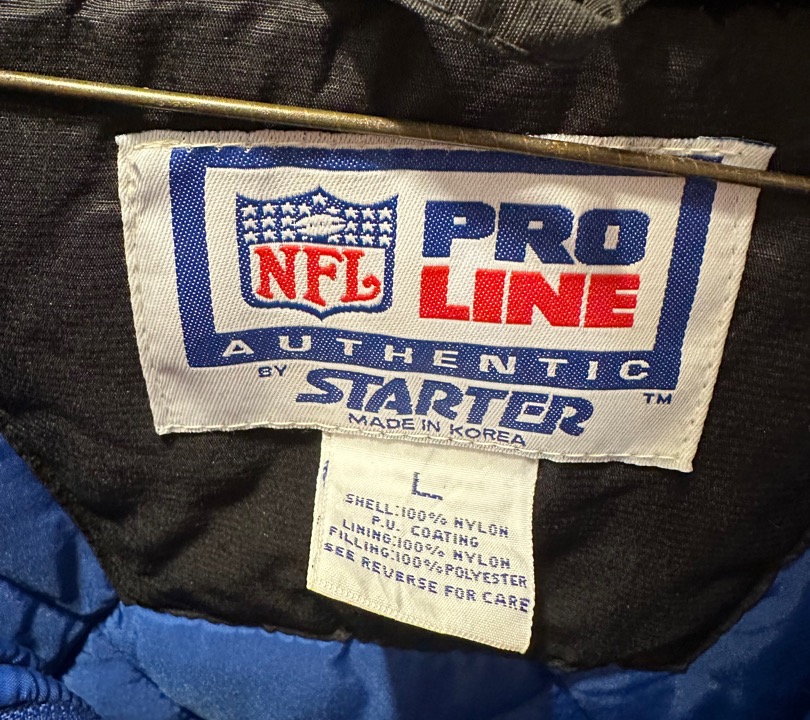 NFL
PRO
LINE
AUTHENTIC
BY STARTER TM
MADE IN KOREA
L
SHELL:100% NYLON
P.U. COATING
LINING:100% NYLON
FILLING:100%POLYESTER
SEE REVERSE FOR CARE